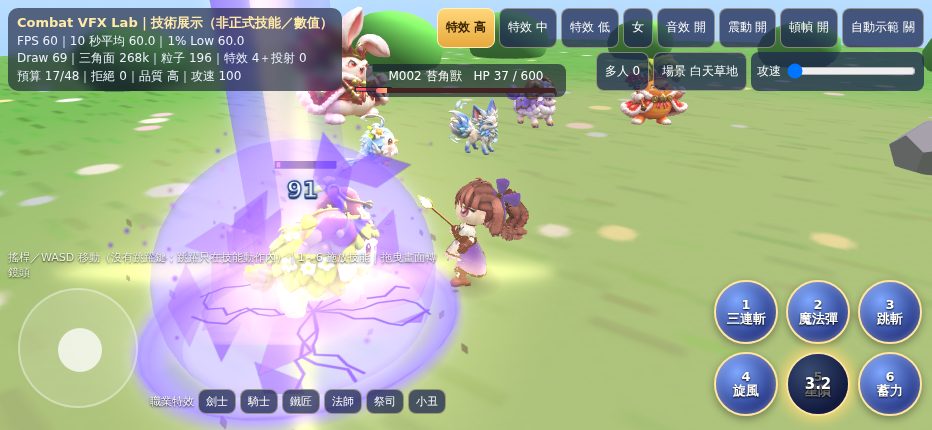 Combat VFX Lab｜技術展示（非正式技能／數值）
FPS 60｜10 秒平均 60.0｜1% Low 60.0
Draw 69｜三角面 268k｜粒子 196｜特效 4＋投射 0
預算 17/48｜拒絕 0｜品質 高｜攻速 100
特效 高
特效 中
特效 低
女
音效 開
震動 開
頓幀 開
自動示範 關
多人 0
場景 白天草地
攻速
M002 苔角獸 HP 37 / 600
91
搖桿／WASD 移動
鏡頭
1
三連斬
2
魔法彈
3
跳斬
4
旋風
3.2
6
蓄力
職業特效
劍士
騎士
鐵匠
法師
祭司
小丑